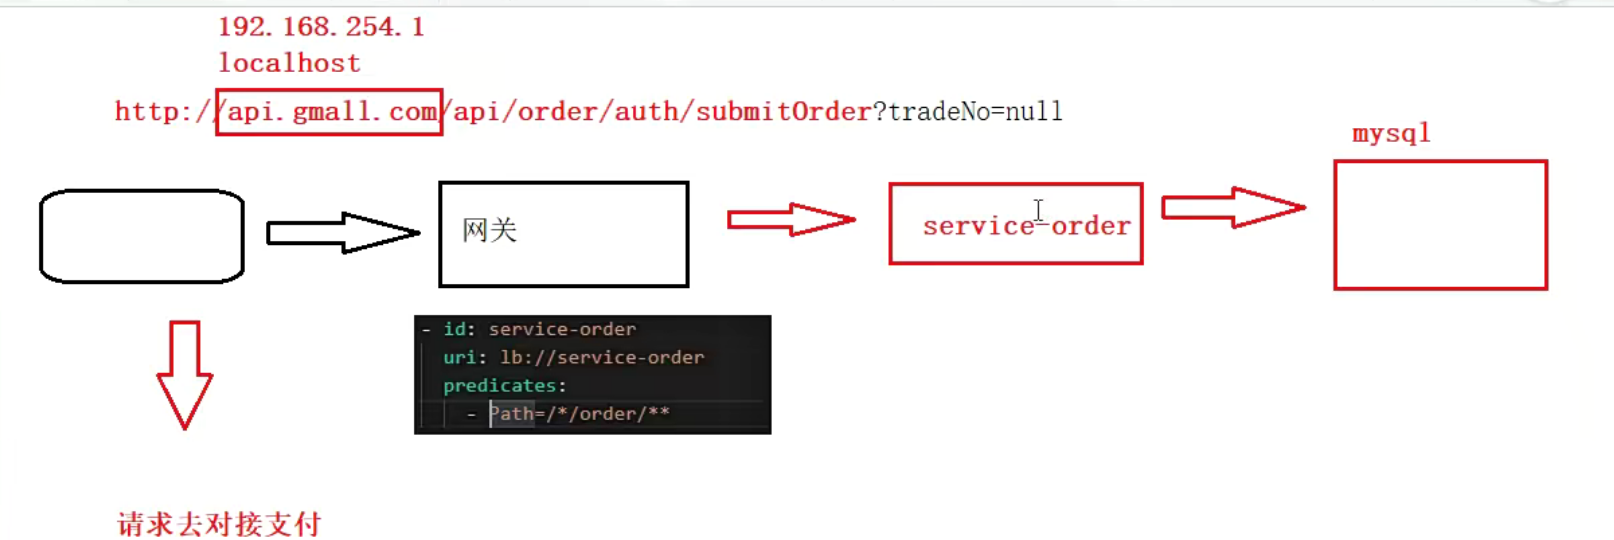 192.168.254.1
localhost
http://api.gmall.com/api/order/auth/submitOrder?tradeNo=null
mysql
网关
service-order
- id: service-order
uri: lb://service-order
predicates:
- Path=/*/order/**
请求去对接支付